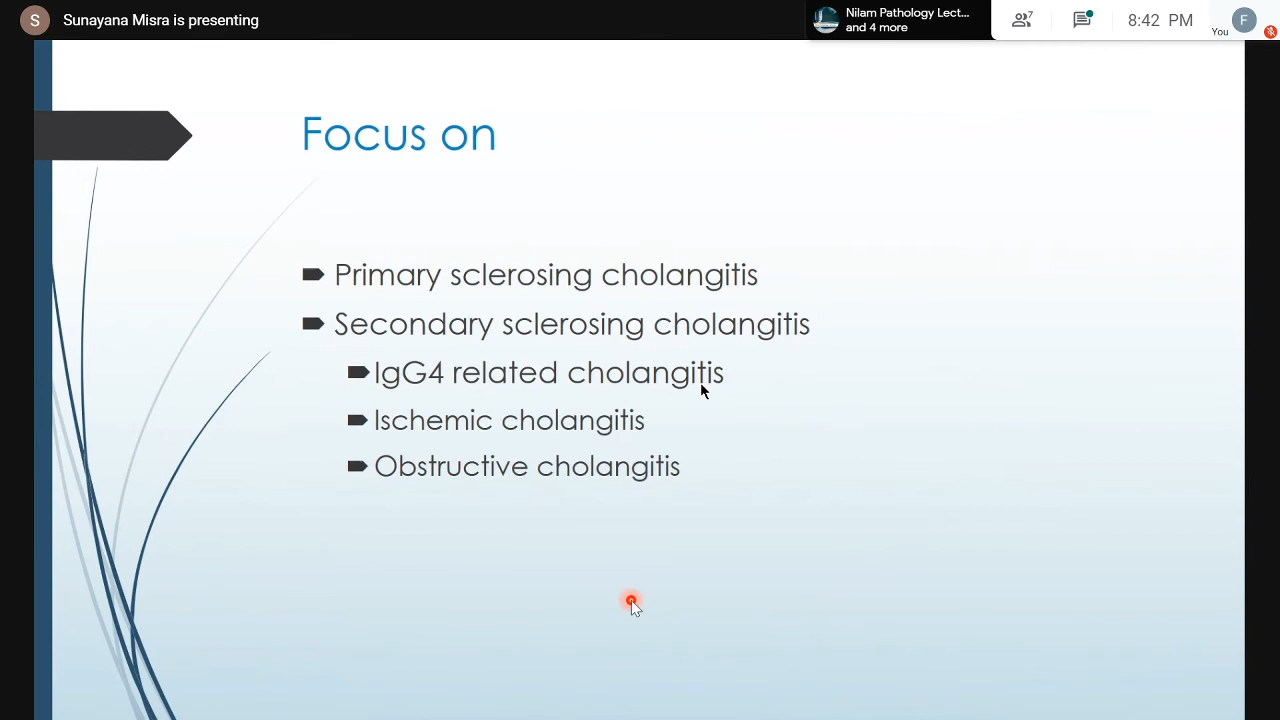 S Sunayana Misra is presenting
Nilam Pathology Lect...
and 4 more
7
8:42 PM
You
F
Focus on
Primary sclerosing cholangitis
Secondary sclerosing cholangitis
IgG4 related cholangitis
Ischemic cholangitis
Obstructive cholangitis